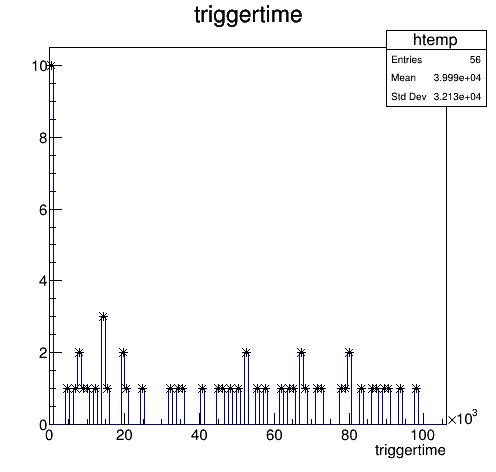 triggertime
htemp
Entries 56
Mean 3.999e+04
Std Dev 3.213e+04
10
8
6
4
2
0
0 20 40 60 80 100 ×10³
triggertime